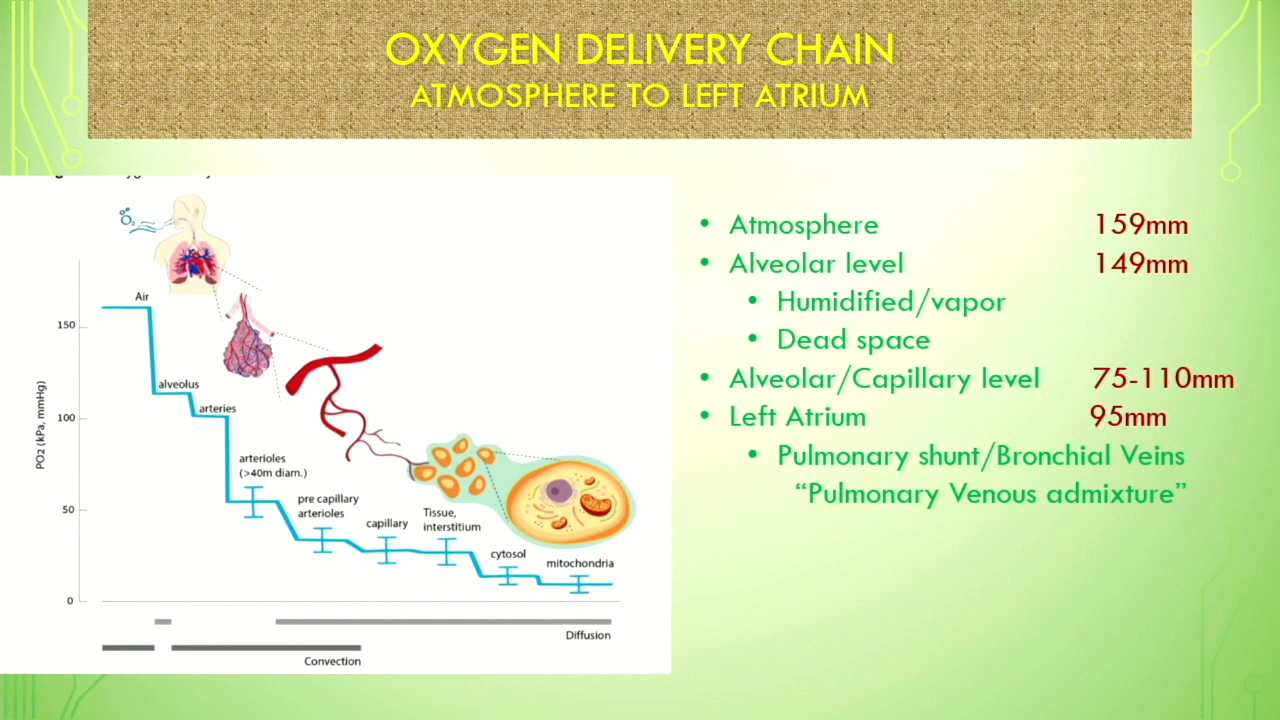 OXYGEN DELIVERY CHAIN
ATMOSPHERE TO LEFT ATRIUM
O₂
Air
150
alveolus
arteries
100
PO2 (kPa, mmHg)
arterioles
(>40m diam.)
pre capillary
arterioles
capillary
Tissue,
interstitium
cytosol
mitochondria
50
0
Diffusion
Convection
• Atmosphere 159mm
• Alveolar level 149mm
• Humidified/vapor
• Dead space
• Alveolar/Capillary level 75-110mm
• Left Atrium 95mm
• Pulmonary shunt/Bronchial Veins
“Pulmonary Venous admixture”